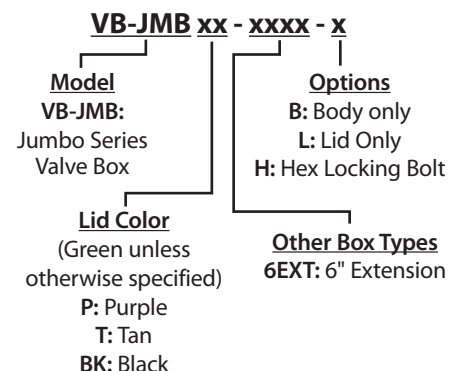 VB-JMB xx - xxxx - x
Model
VB-JMB:
Jumbo Series
Valve Box
Options
B: Body only
L: Lid Only
H: Hex Locking Bolt
Lid Color
(Green unless
otherwise specified)
P: Purple
T: Tan
BK: Black
Other Box Types
6EXT: 6" Extension